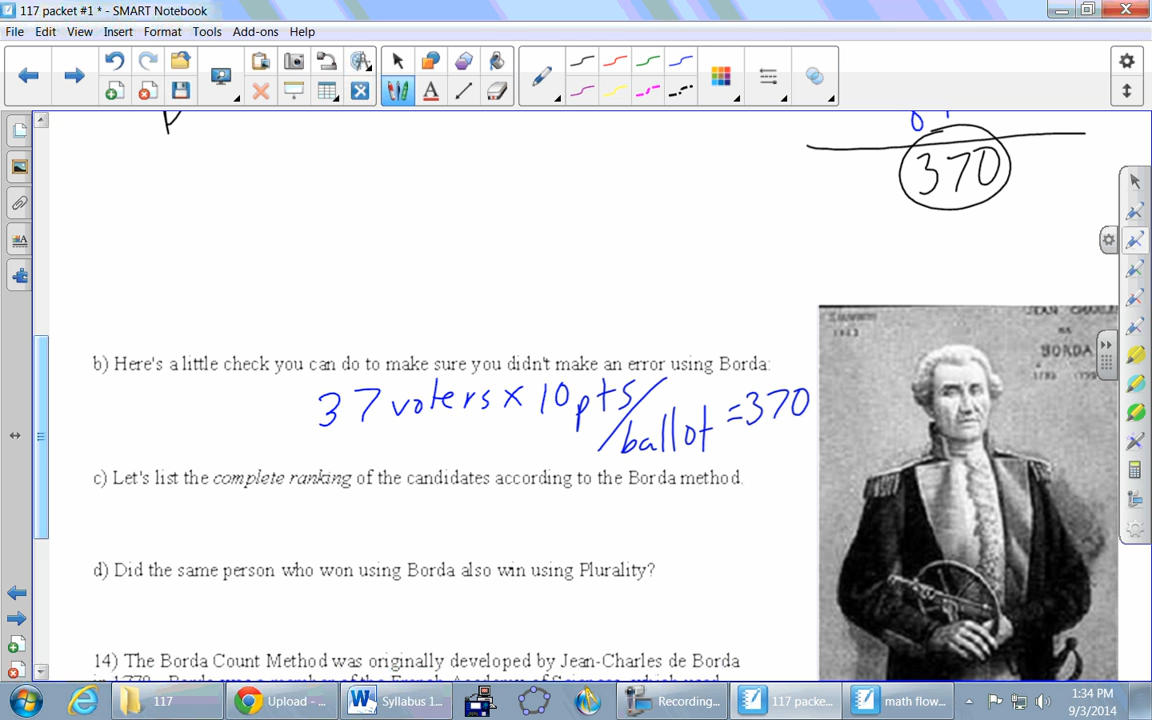 117 packet #1 * - SMART Notebook
File Edit View Insert Format Tools Add-ons Help
370
b) Here's a little check you can do to make sure you didn't make an error using Borda:
37 voters × 10 pts/ballot = 370
c) Let's list the complete ranking of the candidates according to the Borda method.
d) Did the same person who won using Borda also win using Plurality?
14) The Borda Count Method was originally developed by Jean-Charles de Borda
JEAN CHARLES
BORDA
117
Upload - ...
Syllabus 1...
Recording...
117 packe...
math flow...
1:34 PM
9/3/2014